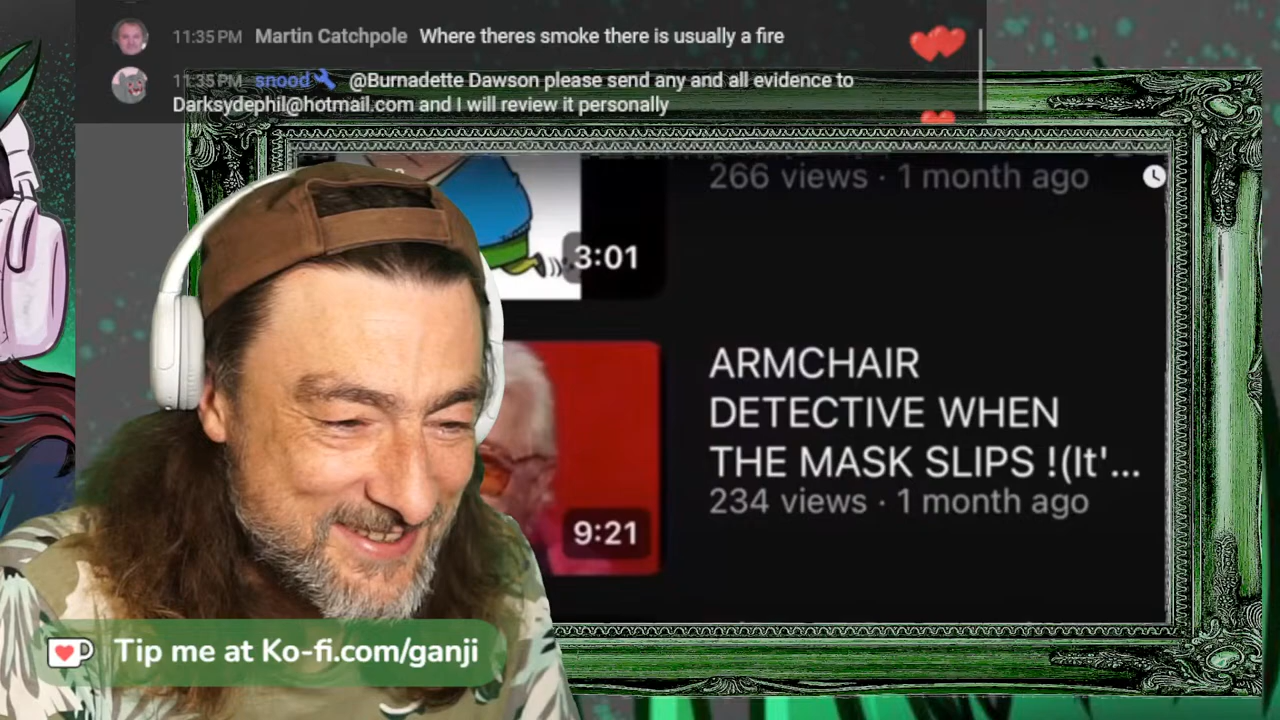 11:35 PM Martin Catchpole Where theres smoke there is usually a fire
11:35 PM snood @Burnadette Dawson please send any and all evidence to
Darksydephil@hotmail.com and I will review it personally
266 views · 1 month ago
3:01
ARMCHAIR
DETECTIVE WHEN
THE MASK SLIPS !(It'...
234 views · 1 month ago
9:21
Tip me at Ko-fi.com/ganji